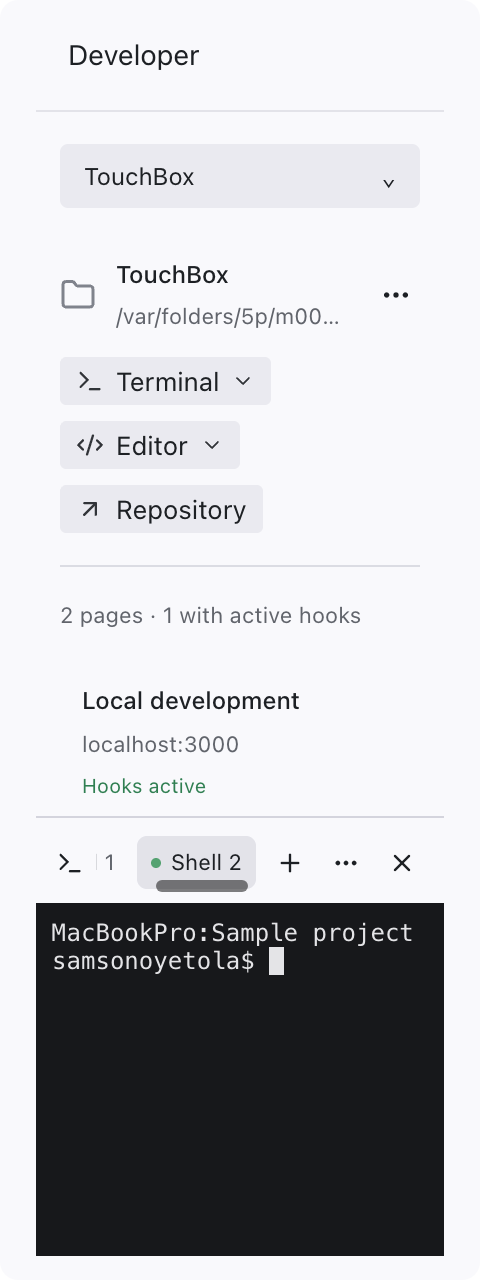 Developer
TouchBox
TouchBox
/var/folders/5p/m00...
Terminal
Editor
Repository
2 pages · 1 with active hooks
Local development
localhost:3000
Hooks active
1 Shell 2
MacBookPro:Sample project
samsonoyetola$